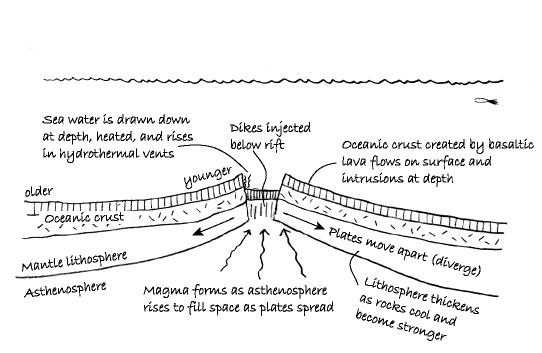 Sea water is drawn down
at depth, heated, and rises
in hydrothermal vents
Dikes injected
below rift
Oceanic crust created by basaltic
lava flows on surface and
intrusions at depth
younger
older
Oceanic crust
Plates move apart (diverge)
Mantle lithosphere
Asthenosphere
Magma forms as asthenosphere
rises to fill space as plates spread
Lithosphere thickens
as rocks cool and
become stronger